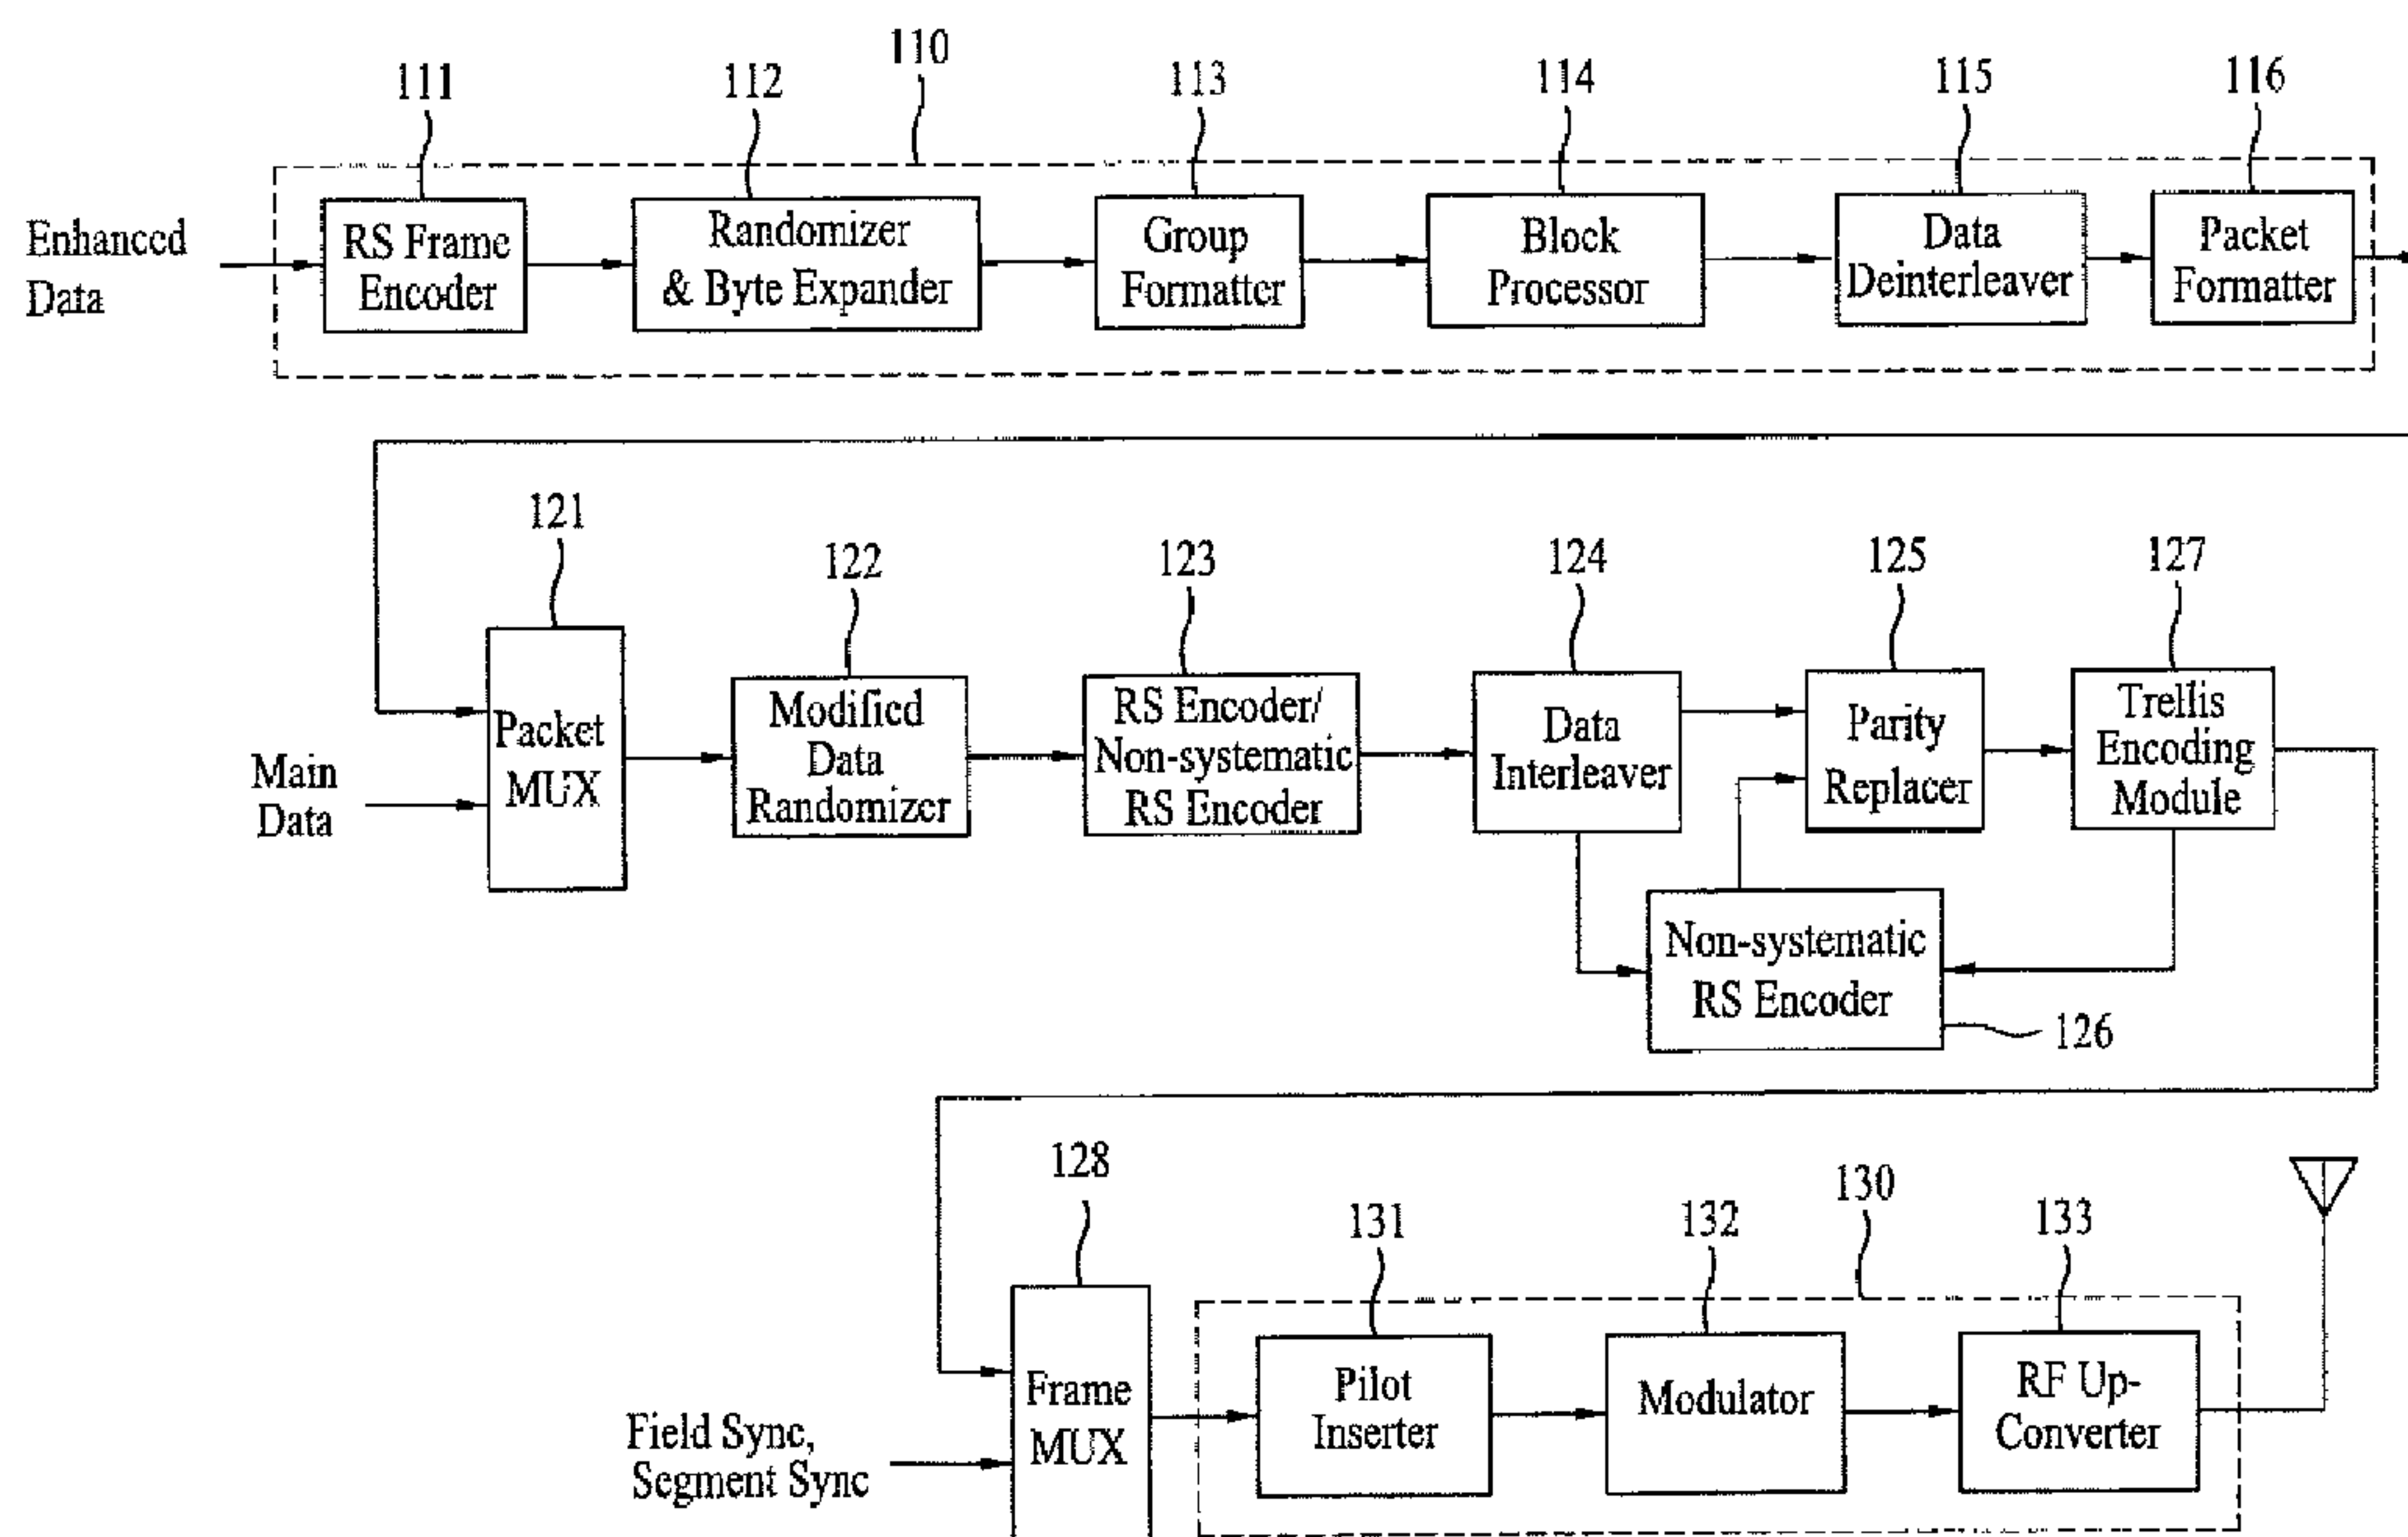 110
111
112
113
114
115
116
Enhanced
Data
RS Frame
Encoder
Randomizer
& Byte Expander
Group
Formatter
Block
Processor
Data
Deinterleaver
Packet
Formatter
121
122
123
124
125
127
Main
Data
Packet
MUX
Modified
Data
Randomizer
RS Encoder/
Non-systematic
RS Encoder
Data
Interleaver
Parity
Replacer
Trellis
Encoding
Module
Non-systematic
RS Encoder
126
128
130
131
132
133
Field Sync,
Segment Sync
Frame
MUX
Pilot
Inserter
Modulator
RF Up-
Converter